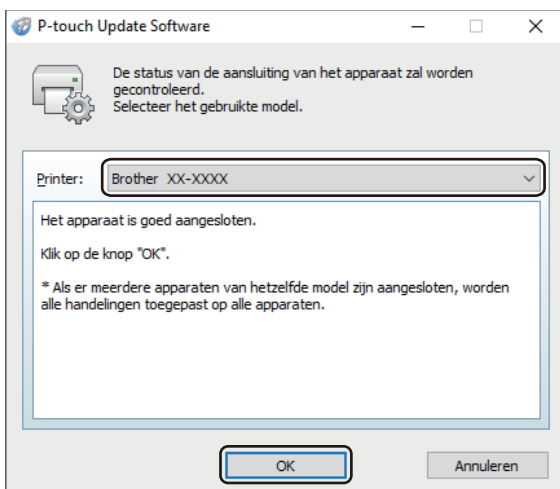 P-touch Update Software
De status van de aansluiting van het apparaat zal worden
gecontroleerd.
Selecteer het gebruikte model.
Printer: Brother XX-XXXX
Het apparaat is goed aangesloten.
Klik op de knop "OK".
* Als er meerdere apparaten van hetzelfde model zijn aangesloten, worden
alle handelingen toegepast op alle apparaten.
OK Annuleren